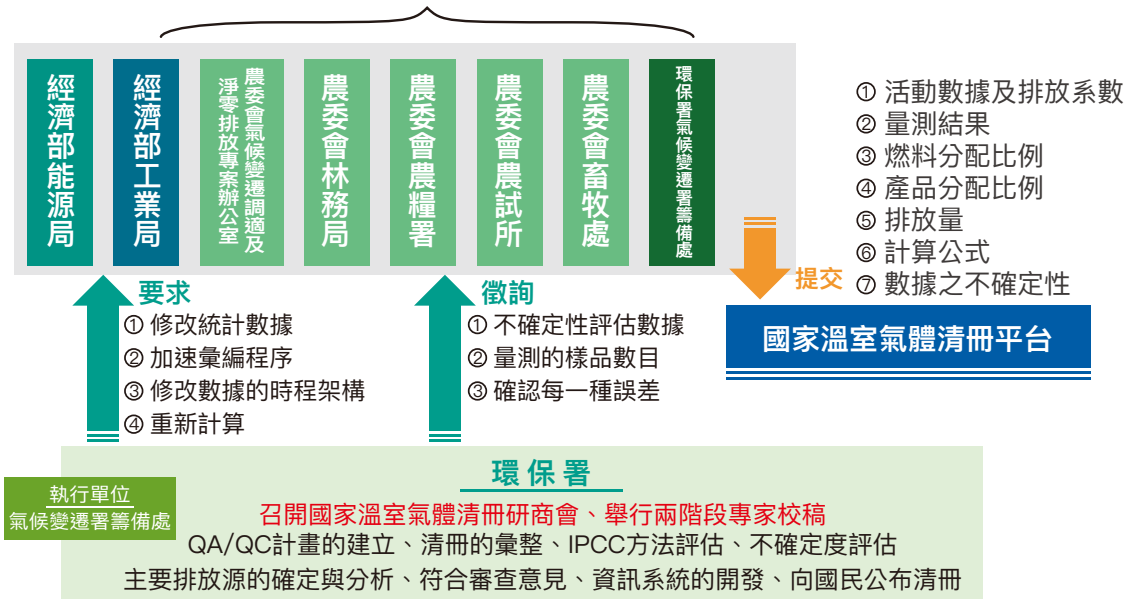 經濟部能源局
經濟部工業局
農委會氣候變遷調適及
淨零排放專案辦公室
農委會林務局
農委會農糧署
農委會農試所
農委會畜牧處
環保署氣候變遷署籌備處
① 活動數據及排放系數
② 量測結果
③ 燃料分配比例
④ 產品分配比例
⑤ 排放量
⑥ 計算公式
⑦ 數據之不確定性
提交
國家溫室氣體清冊平台
要求
① 修改統計數據
② 加速彙編程序
③ 修改數據的時程架構
④ 重新計算
徵詢
① 不確定性評估數據
② 量測的樣品數目
③ 確認每一種誤差
環保署
執行單位
氣候變遷署籌備處
召開國家溫室氣體清冊研商會、舉行兩階段專家校稿
QA/QC計畫的建立、清冊的彙整、IPCC方法評估、不確定度評估
主要排放源的確定與分析、符合審查意見、資訊系統的開發、向國民公布清冊